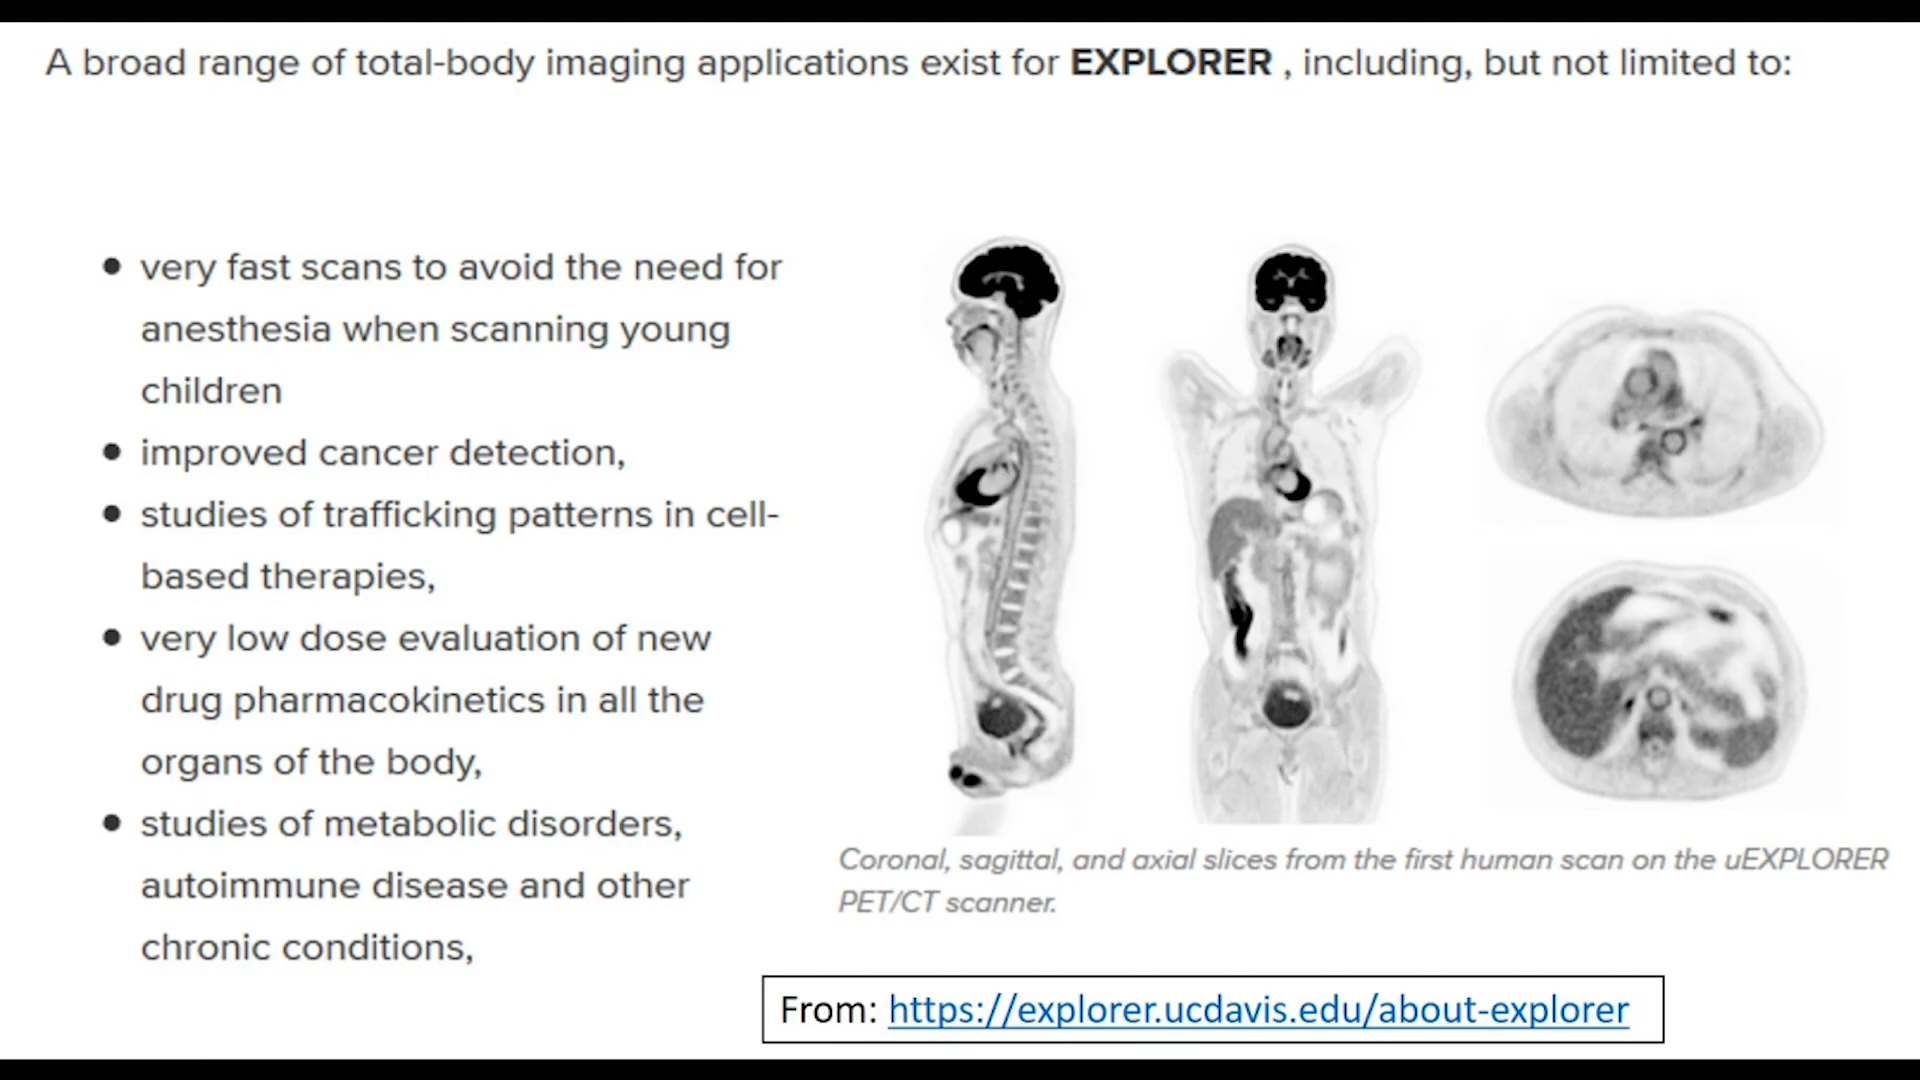 A broad range of total-body imaging applications exist for EXPLORER , including, but not limited to:
● very fast scans to avoid the need for
anesthesia when scanning young
children
● improved cancer detection,
● studies of trafficking patterns in cell-
based therapies,
● very low dose evaluation of new
drug pharmacokinetics in all the
organs of the body,
● studies of metabolic disorders,
autoimmune disease and other
chronic conditions,
Coronal, sagittal, and axial slices from the first human scan on the uEXPLORER
PET/CT scanner.
From: https://explorer.ucdavis.edu/about-explorer